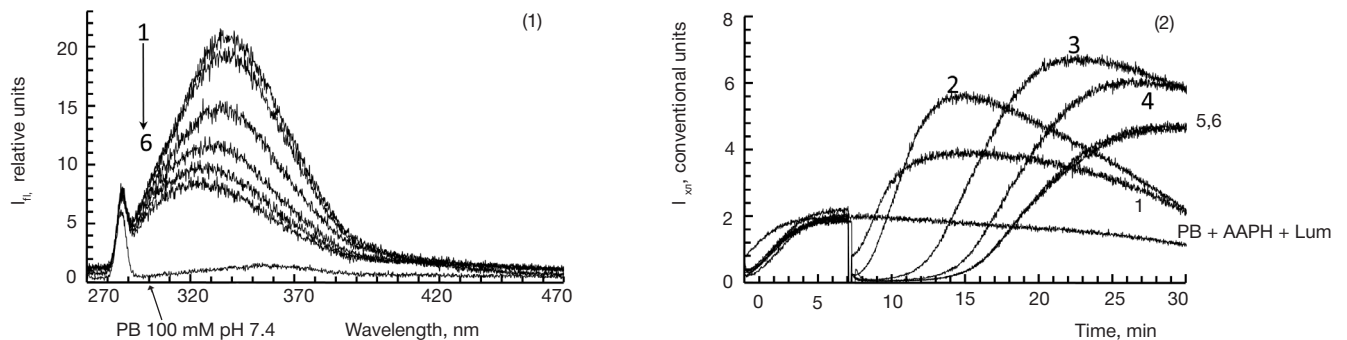 (1)
I fl, relative units
20
15
10
5
0
1
6
270 320 370 420 470
PB 100 mM pH 7.4
Wavelength, nm
(2)
I xn, conventional units
8
6
4
2
0
2
3
4
5,6
1
PB + AAPH + Lum
0 5 10 15 20 25 30
Time, min